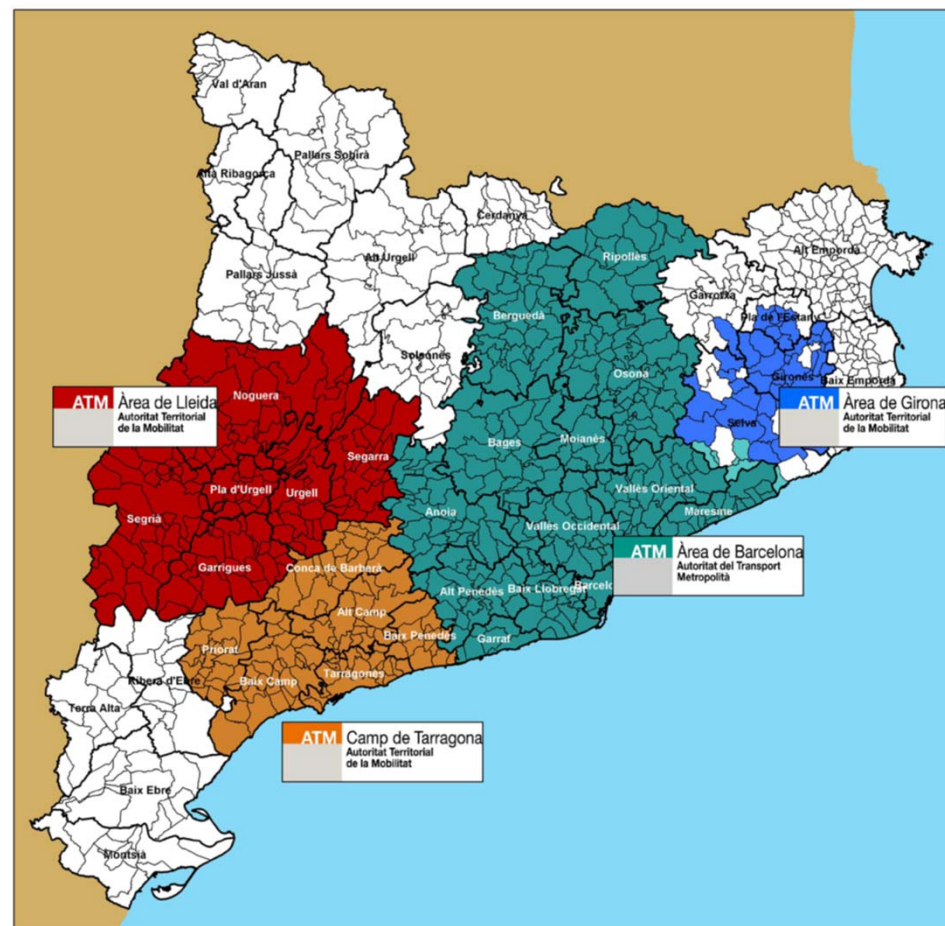 Val d'Aran
Pallars Sobirà
Alta Ribagorça
Cerdanya
Alt Urgell
Pallars Jussà
Ripollès
Alt Empordà
Garrotxa
Pla de l'Estany
Berguedà
Solsonès
Osona
Gironès
Baix Empordà
Noguera
ATM Àrea de Lleida
Autoritat Territorial
de la Mobilitat
ATM Àrea de Girona
Autoritat Territorial
de la Mobilitat
Selva
Bages
Moianès
Segarra
Pla d'Urgell
Urgell
Vallès Oriental
Anoia
Maresme
Segrià
Vallès Occidental
Garrigues
Conca de Barberà
ATM Àrea de Barcelona
Autoritat del Transport
Metropolità
Alt Penedès
Baix Llobregat
Barcelo
Alt Camp
Baix Penedès
Garraf
Priorat
Tarragonès
Baix Camp
Ribera d'Ebre
Terra Alta
ATM Camp de Tarragona
Autoritat Territorial
de la Mobilitat
Baix Ebre
Montsià